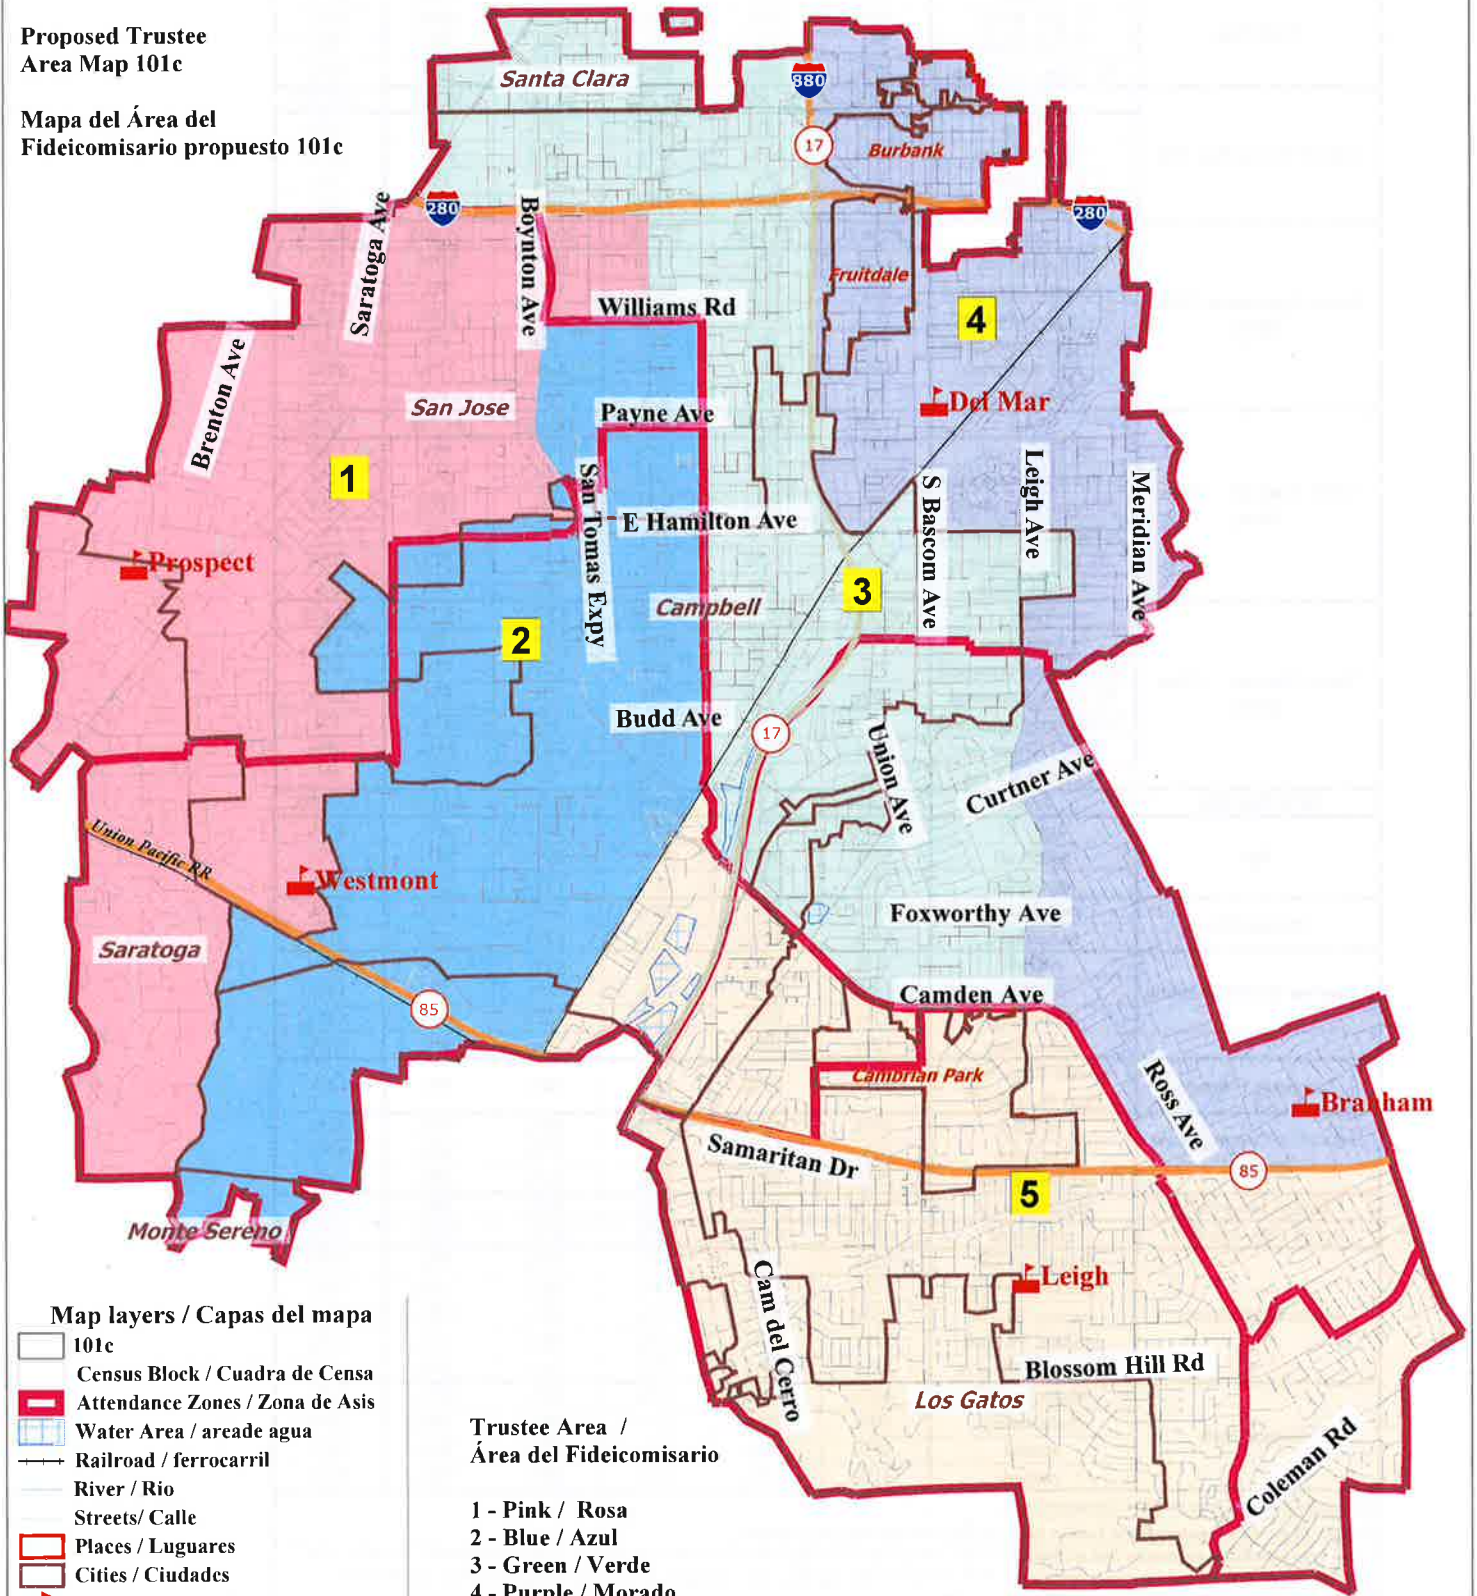 Proposed Trustee
Area Map 101c
Mapa del Área del
Fideicomisario propuesto 101c
Santa Clara
880
17
Burbank
280
280
Saratoga Ave
Boynton Ave
Fruitdale
Williams Rd
4
Brenton Ave
San Jose
Payne Ave
Del Mar
1
San Tomas Expy
E Hamilton Ave
S Bascom Ave
Leigh Ave
Meridian Ave
Prospect
Campbell
3
2
Budd Ave
17
Union Ave
Curtner Ave
Union Pacific RR
Westmont
Foxworthy Ave
Saratoga
Camden Ave
85
Cambrian Park
Ross Ave
Branham
Samaritan Dr
85
5
Monte Sereno
Leigh
Cam del Cerro
Blossom Hill Rd
Los Gatos
Coleman Rd
Map layers / Capas del mapa
101c
Census Block / Cuadra de Censa
Attendance Zones / Zona de Asis
Water Area / areade agua
Railroad / ferrocarril
River / Rio
Streets/ Calle
Places / Luguares
Cities / Ciudades
Trustee Area /
Área del Fideicomisario
1 - Pink / Rosa
2 - Blue / Azul
3 - Green / Verde
4 - Purple / Morado